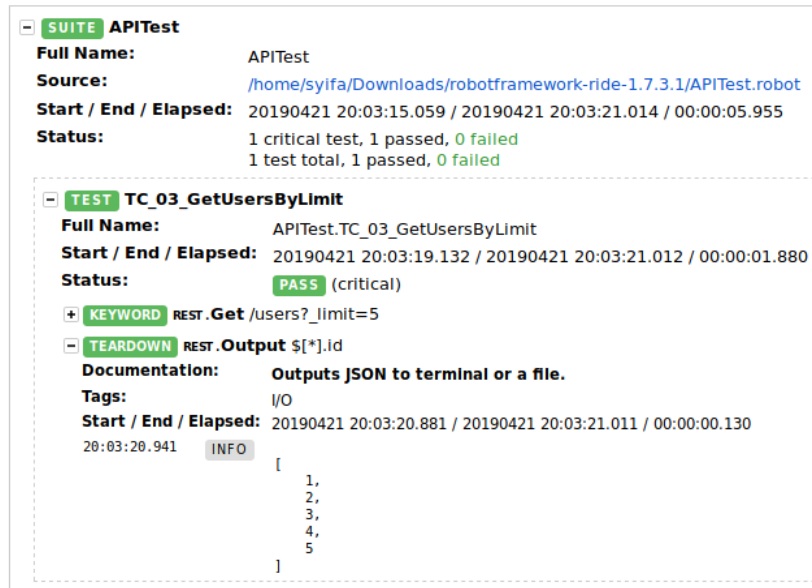 SUITE APITest
Full Name: APITest
Source: /home/syifa/Downloads/robotframework-ride-1.7.3.1/APITest.robot
Start / End / Elapsed: 20190421 20:03:15.059 / 20190421 20:03:21.014 / 00:00:05.955
Status: 1 critical test, 1 passed, 0 failed
1 test total, 1 passed, 0 failed
TEST TC_03_GetUsersByLimit
Full Name: APITest.TC_03_GetUsersByLimit
Start / End / Elapsed: 20190421 20:03:19.132 / 20190421 20:03:21.012 / 00:00:01.880
Status: PASS (critical)
KEYWORD REST.Get /users?_limit=5
TEARDOWN REST.Output $[*].id
Documentation: Outputs JSON to terminal or a file.
Tags: I/O
Start / End / Elapsed: 20190421 20:03:20.881 / 20190421 20:03:21.011 / 00:00:00.130
20:03:20.941 INFO
[
1,
2,
3,
4,
5
]